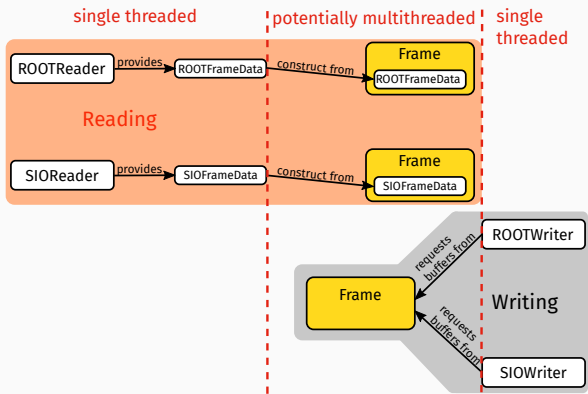 single threaded
potentially multithreaded
single
threaded
ROOTReader
provides
ROOTFrameData
construct from
Frame
ROOTFrameData
Reading
SIOReader
provides
SIOFrameData
construct from
Frame
SIOFrameData
ROOTWriter
requests
buffers from
Frame
Writing
requests
buffers from
SIOWriter